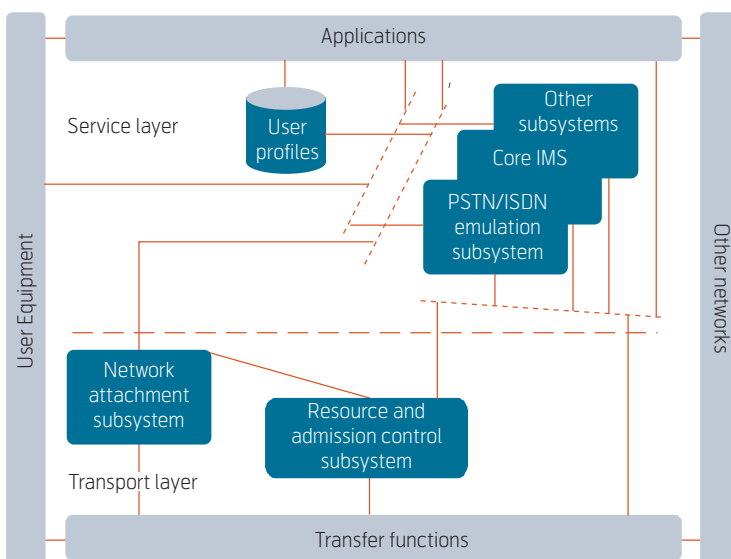 Applications
Service layer
User
profiles
Other
subsystems
Core IMS
PSTN/ISDN
emulation
subsystem
User Equipment
Other networks
Network
attachment
subsystem
Resource and
admission control
subsystem
Transport layer
Transfer functions